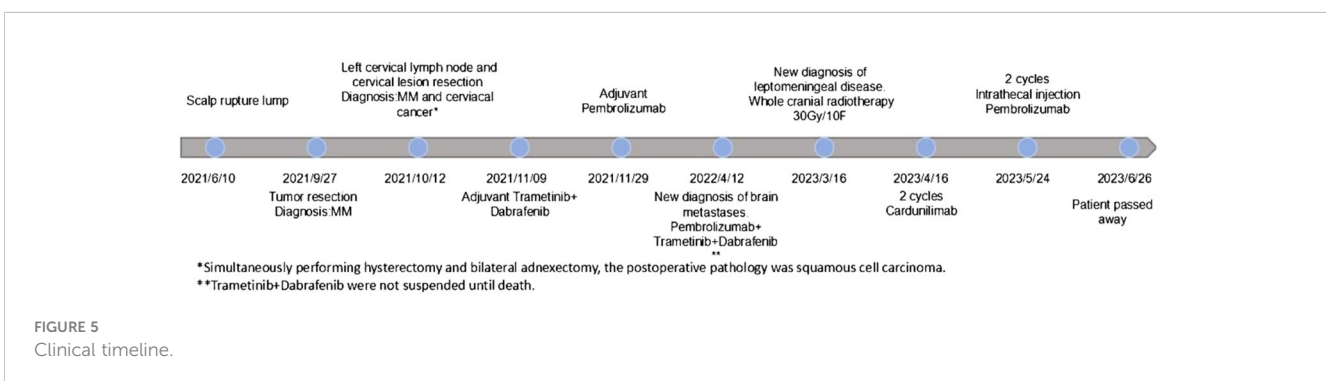 Scalp rupture lump
Left cervical lymph node and
cervical lesion resection
Diagnosis:MM and cerviacal
cancer*
Adjuvant
Pembrolizumab
New diagnosis of
leptomeningeal disease.
Whole cranial radiotherapy
30Gy/10F
2 cycles
Intrathecal injection
Pembrolizumab
2021/6/10
2021/9/27
2021/10/12
2021/11/09
2021/11/29
2022/4/12
2023/3/16
2023/4/16
2023/5/24
2023/6/26
Tumor resection
Diagnosis:MM
Adjuvant Trametinib+
Dabrafenib
New diagnosis of brain
metastases.
Pembrolizumab+
Trametinib+Dabrafenib
**
2 cycles
Cardunilimab
Patient passed
away
*Simultaneously performing hysterectomy and bilateral adnexectomy, the postoperative pathology was squamous cell carcinoma.
**Trametinib+Dabrafenib were not suspended until death.
FIGURE 5
Clinical timeline.